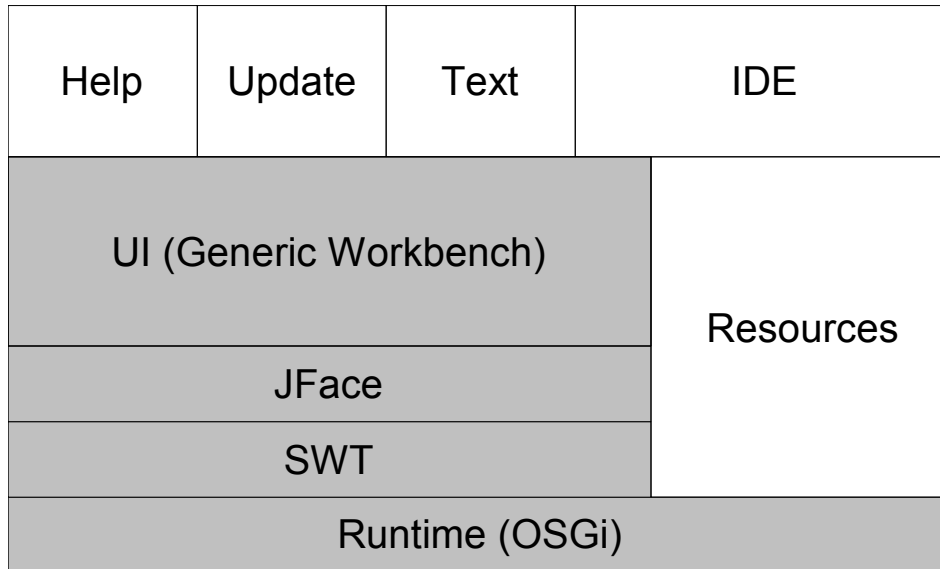 Help
Update
Text
IDE
UI (Generic Workbench)
Resources
JFace
SWT
Runtime (OSGi)